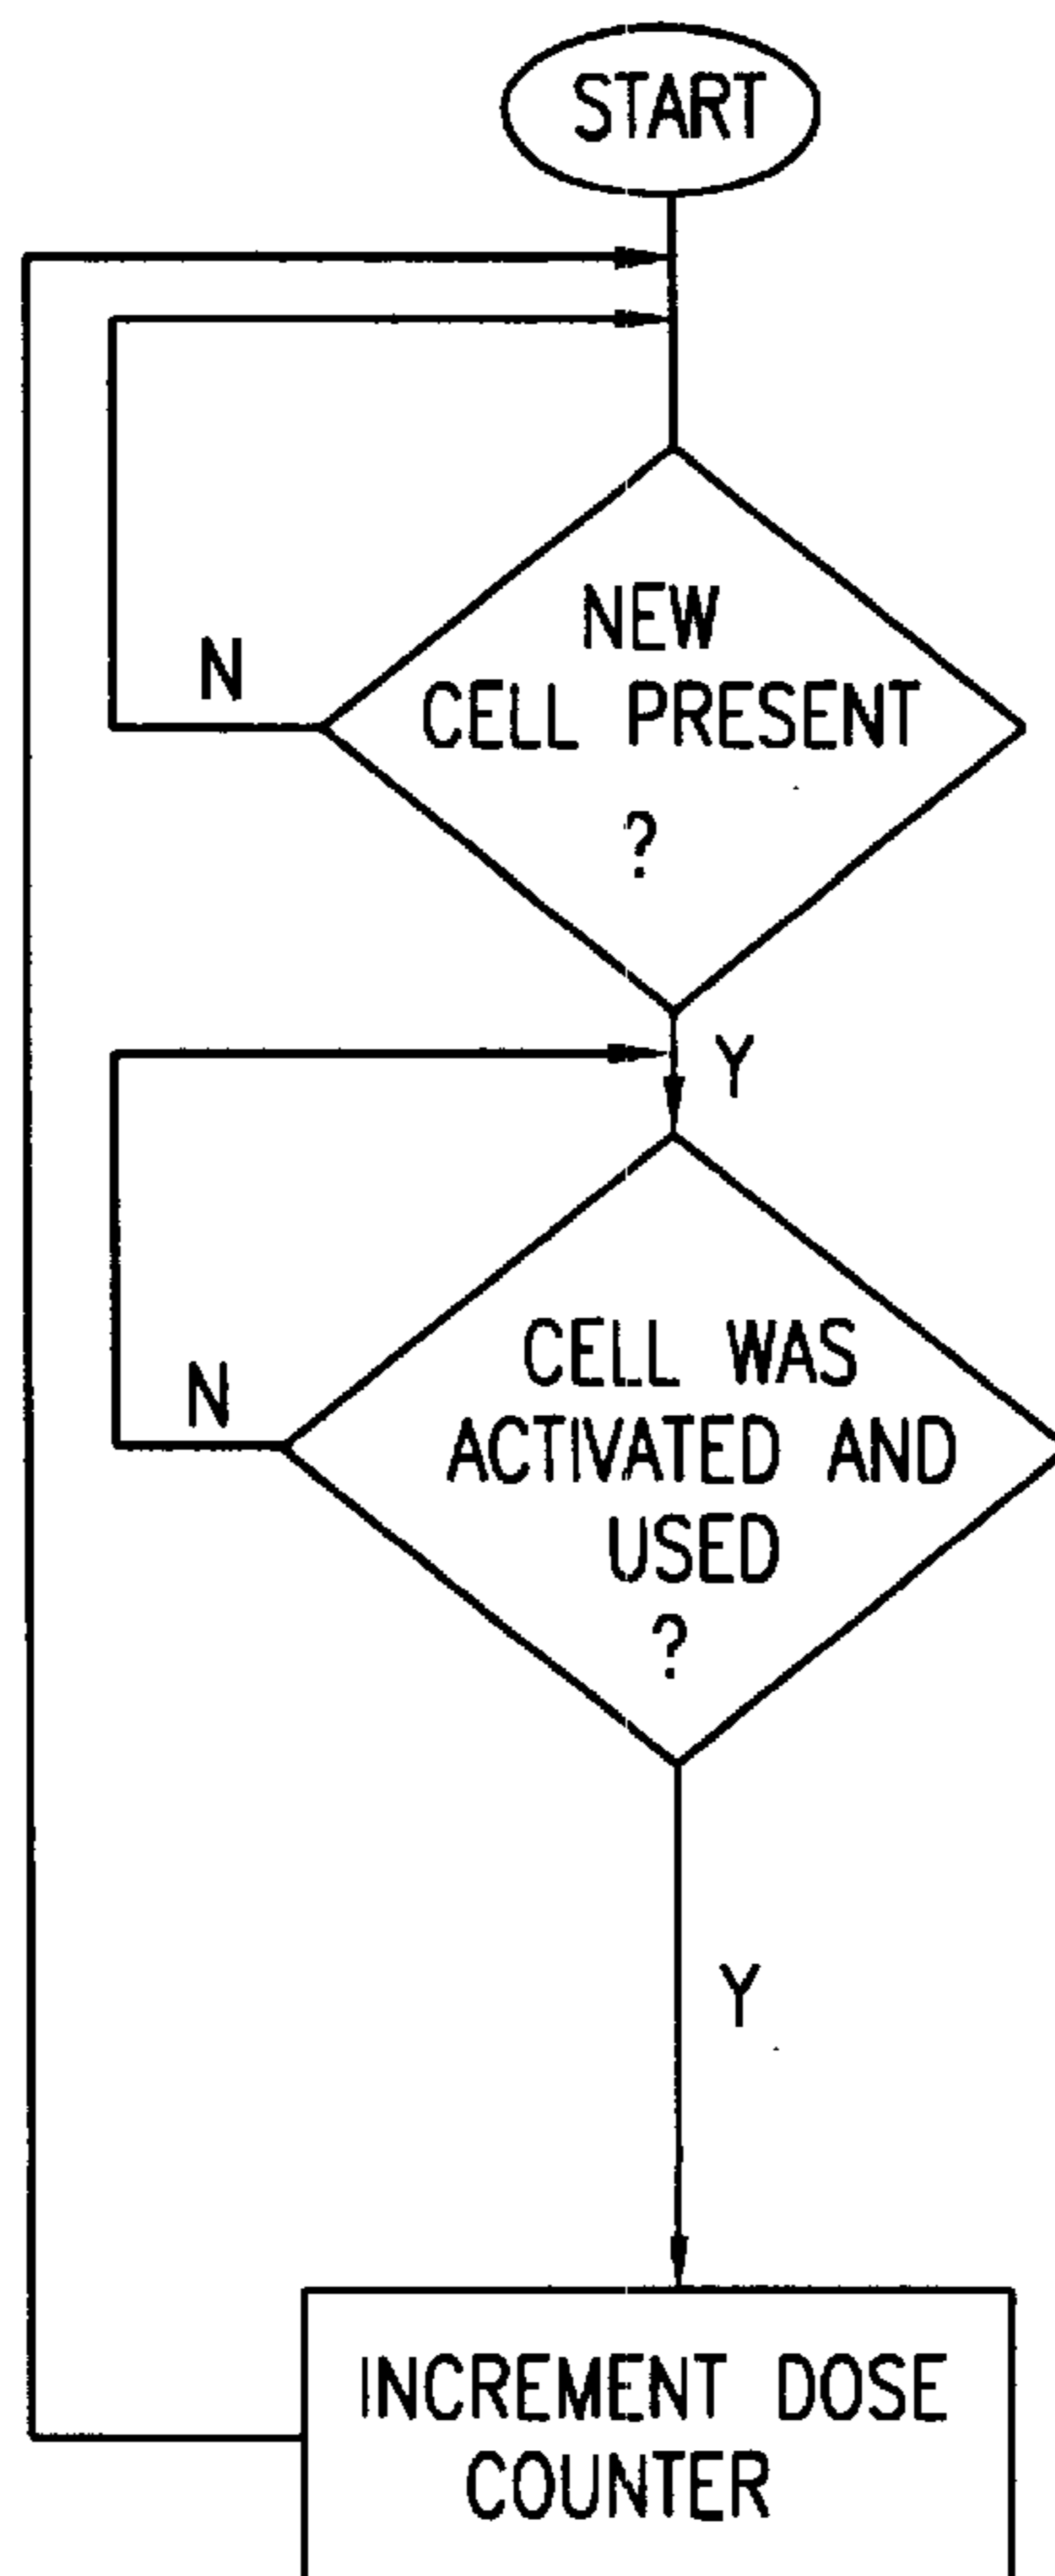 START
N
NEW
CELL PRESENT
?
Y
N
CELL WAS
ACTIVATED AND
USED
?
Y
INCREMENT DOSE
COUNTER